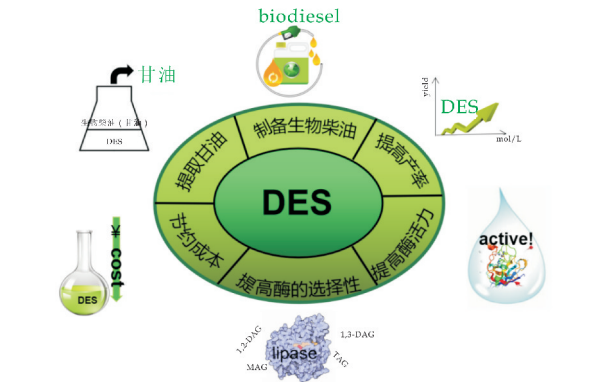 biodiesel
甘油
生物柴油（甘油）
DES
yield
DES
mol/L
提取甘油
制备生物柴油
提高产率
DES
节约成本
提高酶的选择性
提高酶活力
active!
¥ cost
DES
1,2-DAG
1,3-DAG
lipase
MAG
TAG